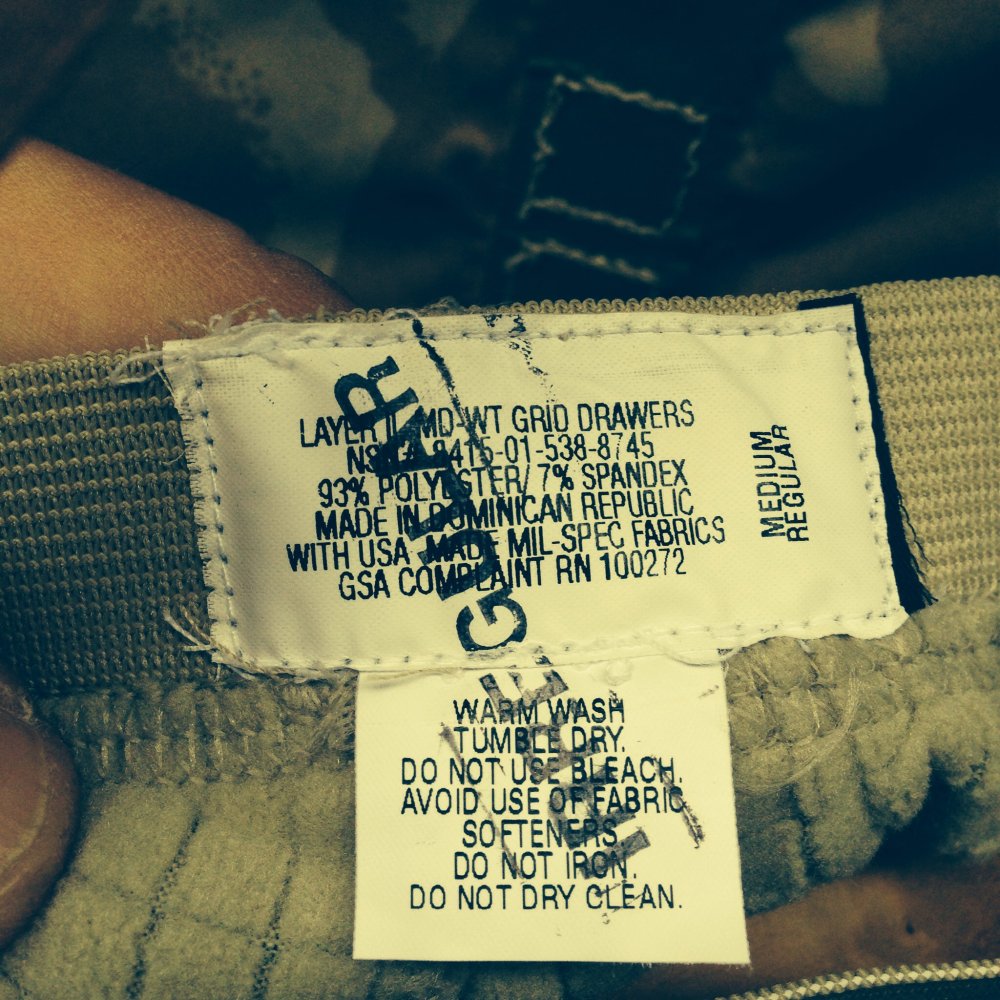 LAYER II MD-WT GRID DRAWERS
NSN# 8415-01-538-8745
93% POLYESTER/ 7% SPANDEX
MADE IN DOMINICAN REPUBLIC
WITH USA MADE MIL-SPEC FABRICS
GSA COMPLAINT RN 100272
MEDIUM
REGULAR
REGULAR
WARM WASH
TUMBLE DRY.
DO NOT USE BLEACH.
AVOID USE OF FABRIC
SOFTENERS
DO NOT IRON.
DO NOT DRY CLEAN.